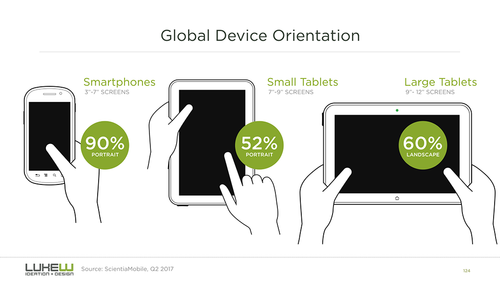 Global Device Orientation
Smartphones
3"-7" SCREENS
90%
PORTRAIT
Small Tablets
7"-9" SCREENS
52%
PORTRAIT
Large Tablets
9"- 12" SCREENS
60%
LANDSCAPE
LUKEW
IDEATION + DESIGN
Source: ScientiaMobile, Q2 2017
184